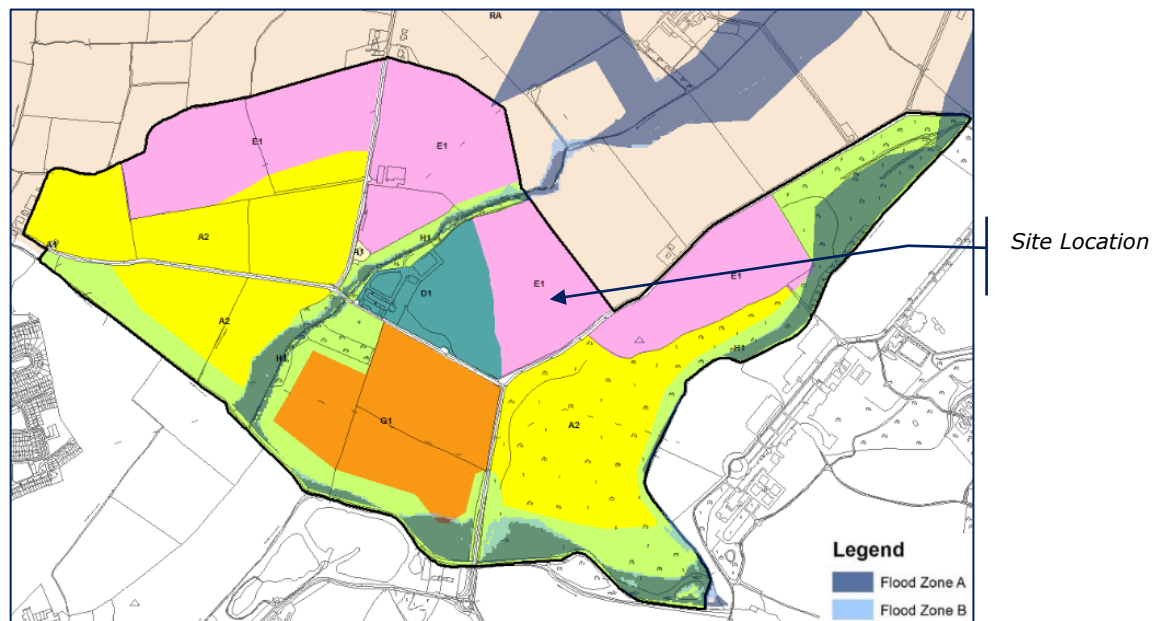 RA
E1
E1
A2
A1
A1
H1
D1
E1
E1
Site Location
A2
H1
H1
G1
A2
Legend
Flood Zone A
Flood Zone B